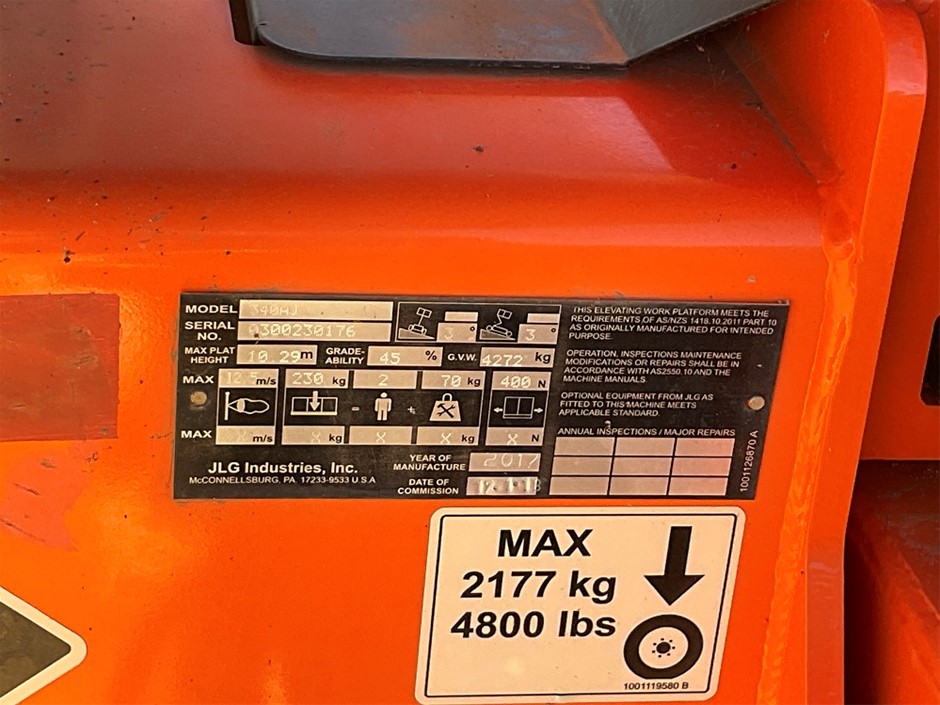 MODEL 340AJ
SERIAL NO. 0300230176
3° 3°
MAX PLAT HEIGHT 10.29m GRADE-ABILITY 45 % G.V.W. 4272 kg
MAX 12.5 m/s 230 kg 2 70 kg 400 N
- +
MAX X m/s X kg X X kg X N
JLG Industries, Inc.
McCONNELLSBURG, PA. 17233-9533 U S A
YEAR OF MANUFACTURE 2017
DATE OF COMMISSION
THIS ELEVATING WORK PLATFORM MEETS THE
REQUIREMENTS OF AS/NZS 1418.10.2011 PART 10
AS ORIGINALLY MANUFACTURED FOR INTENDED
PURPOSE.
OPERATION, INSPECTIONS MAINTENANCE
MODIFICATIONS OR REPAIRS SHALL BE IN
ACCORDANCE WITH AS2550.10 AND THE
MACHINE MANUALS.
OPTIONAL EQUIPMENT FROM JLG AS
FITTED TO THIS MACHINE MEETS
APPLICABLE STANDARD.
ANNUAL INSPECTIONS / MAJOR REPAIRS
1001126870 A
MAX
2177 kg
4800 lbs
1001119580 B